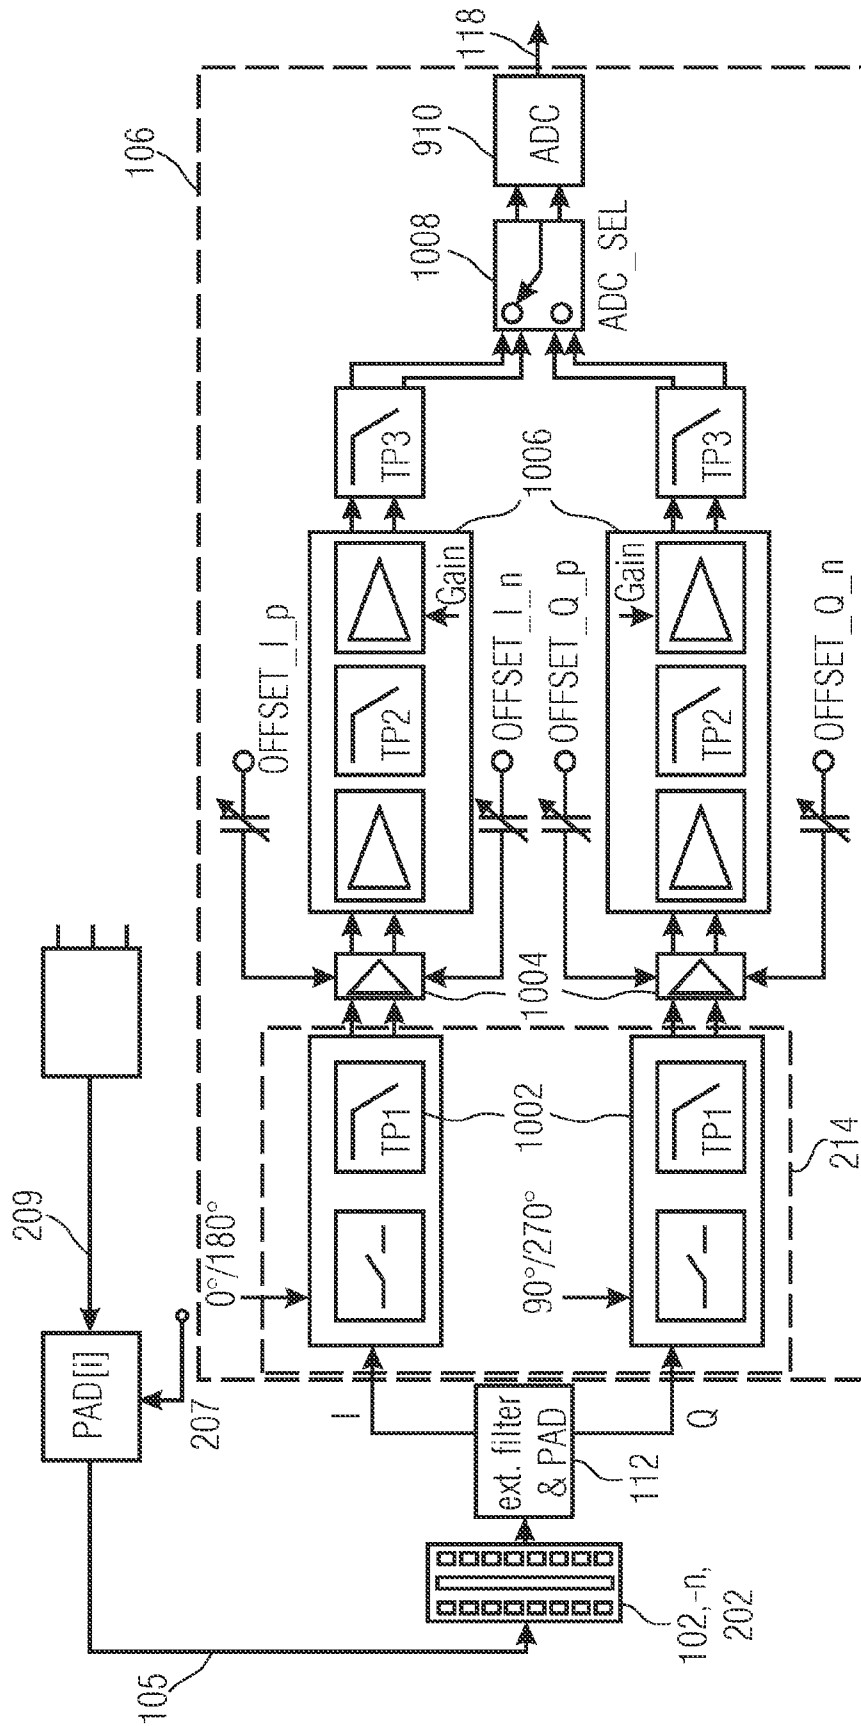 106
118
910
ADC
1008
ADC_SEL
TP3
TP3
1006
Gain
Gain
OFFSET_I_p
OFFSET_I_n
OFFSET_Q_p
OFFSET_Q_n
TP2
TP2
1004
1002
TP1
TP1
214
209
0°/180°
90°/270°
PAD[i]
207
I
Q
ext. filter
& PAD
112
102,-n,
202
105